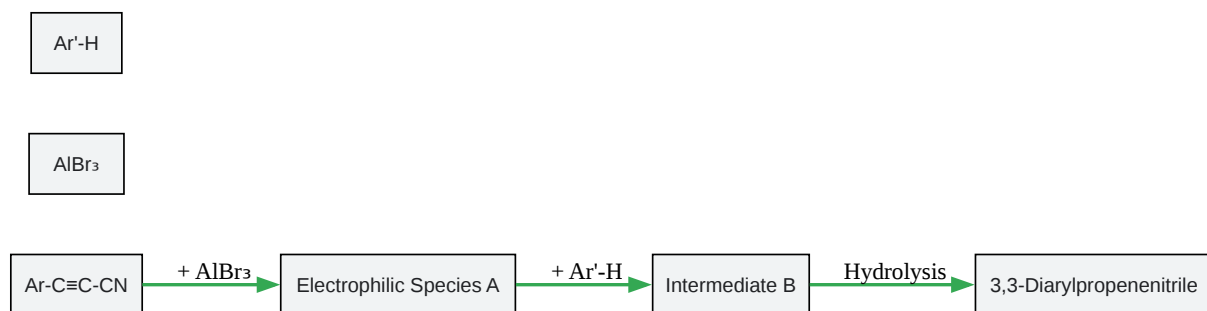 Ar'-H
AlBr₃
Ar-C≡C-CN
+ AlBr₃
Electrophilic Species A
+ Ar'-H
Intermediate B
Hydrolysis
3,3-Diarylpropenenitrile